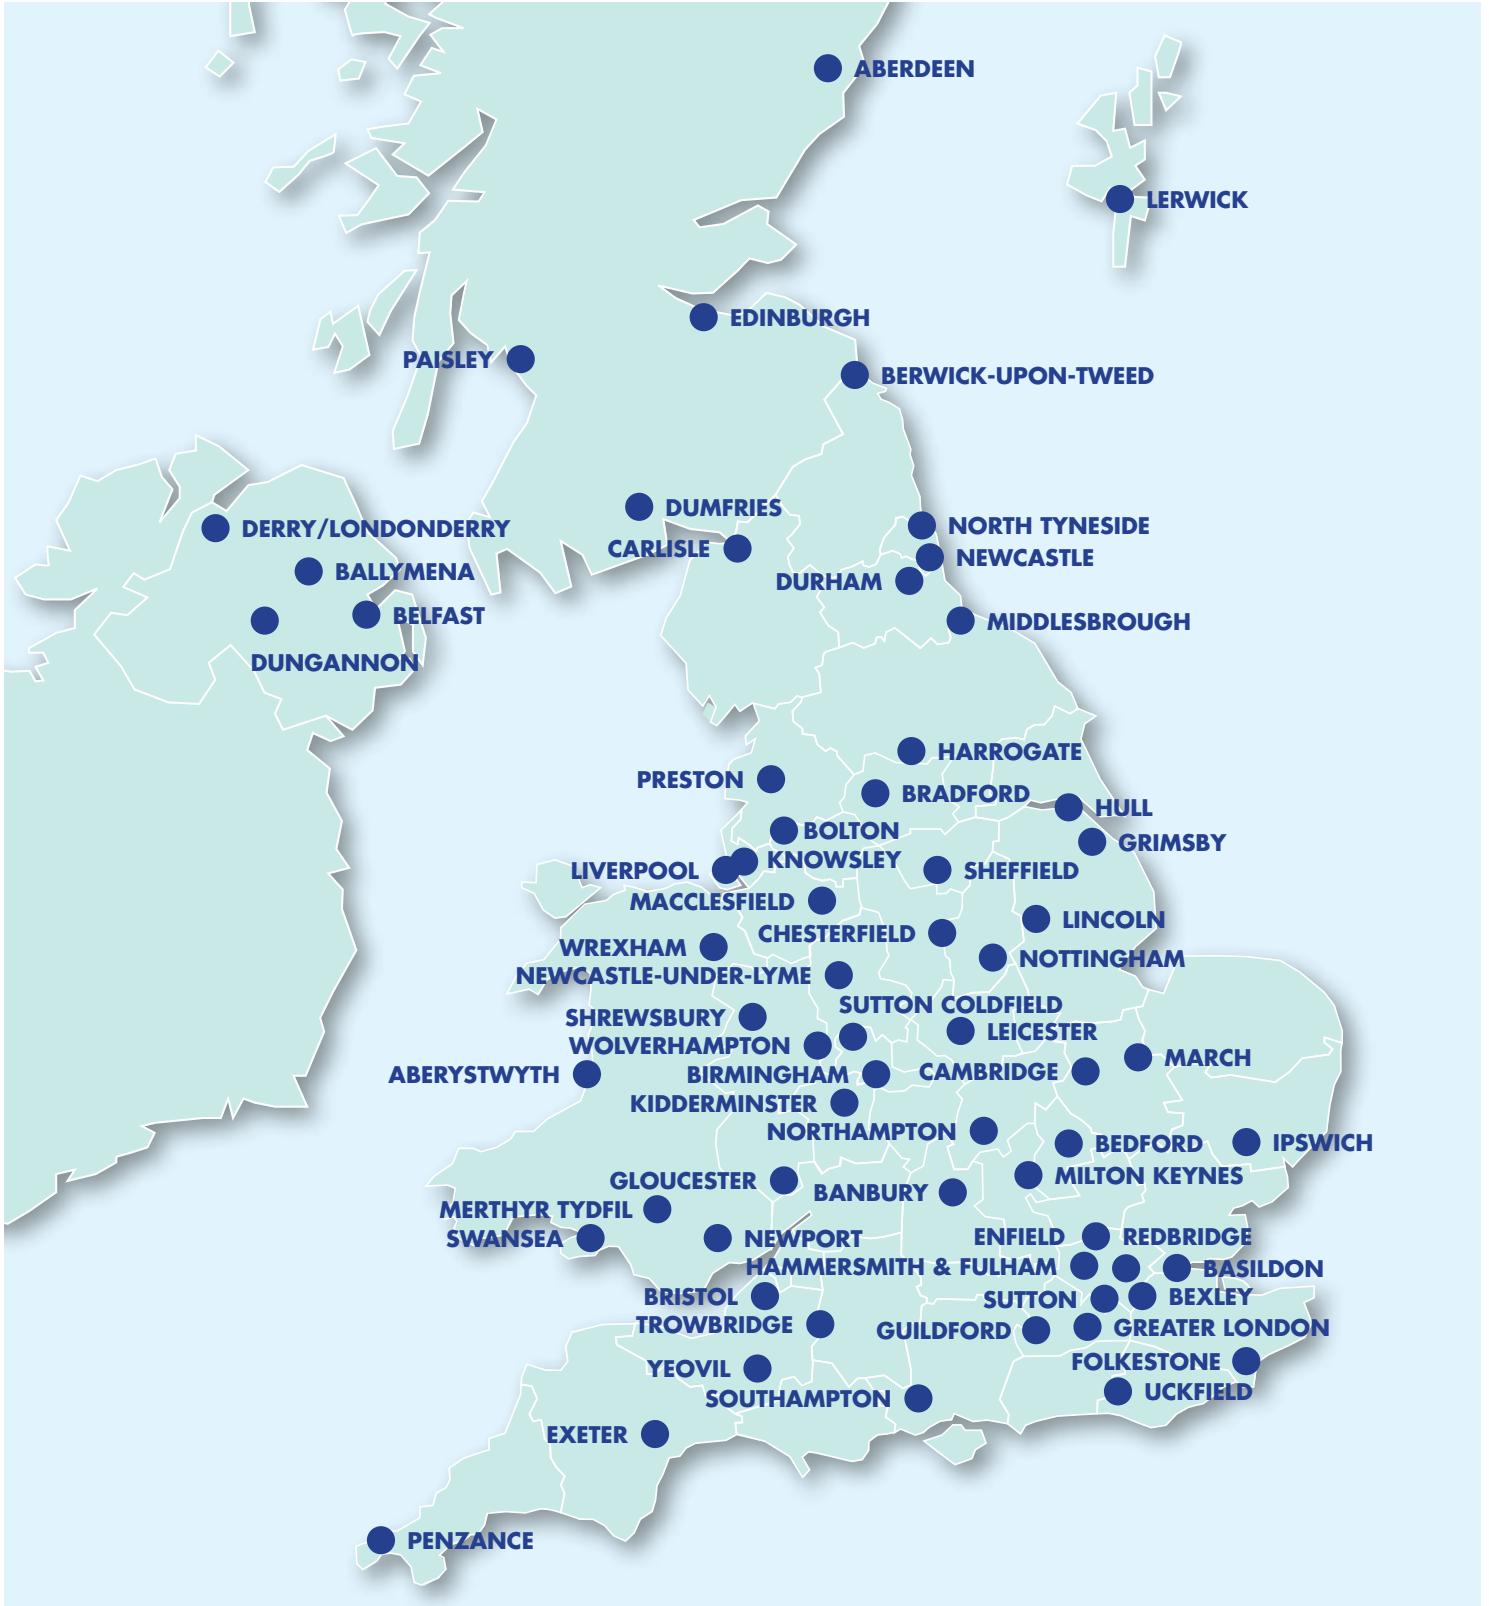 ABERDEEN
LERWICK
EDINBURGH
PAISLEY
BERWICK-UPON-TWEED
DUMFRIES
DERRY/LONDONDERRY
NORTH TYNESIDE
CARLISLE
NEWCASTLE
BALLYMENA
DURHAM
BELFAST
MIDDLESBROUGH
DUNGANNON
HARROGATE
PRESTON
BRADFORD
HULL
BOLTON
GRIMSBY
KNOWSLEY
LIVERPOOL
SHEFFIELD
MACCLESFIELD
LINCOLN
CHESTERFIELD
WREXHAM
NOTTINGHAM
NEWCASTLE-UNDER-LYME
SUTTON COLDFIELD
SHREWSBURY
LEICESTER
WOLVERHAMPTON
MARCH
CAMBRIDGE
ABERYSTWYTH
BIRMINGHAM
KIDDERMINSTER
NORTHAMPTON
BEDFORD
IPSWICH
MILTON KEYNES
GLOUCESTER
BANBURY
MERTHYR TYDFIL
ENFIELD
REDBRIDGE
SWANSEA
NEWPORT
HAMMERSMITH & FULHAM
BASILDON
BRISTOL
SUTTON
BEXLEY
TROWBRIDGE
GUILDFORD
GREATER LONDON
FOLKESTONE
YEOVIL
UCKFIELD
SOUTHAMPTON
EXETER
PENZANCE